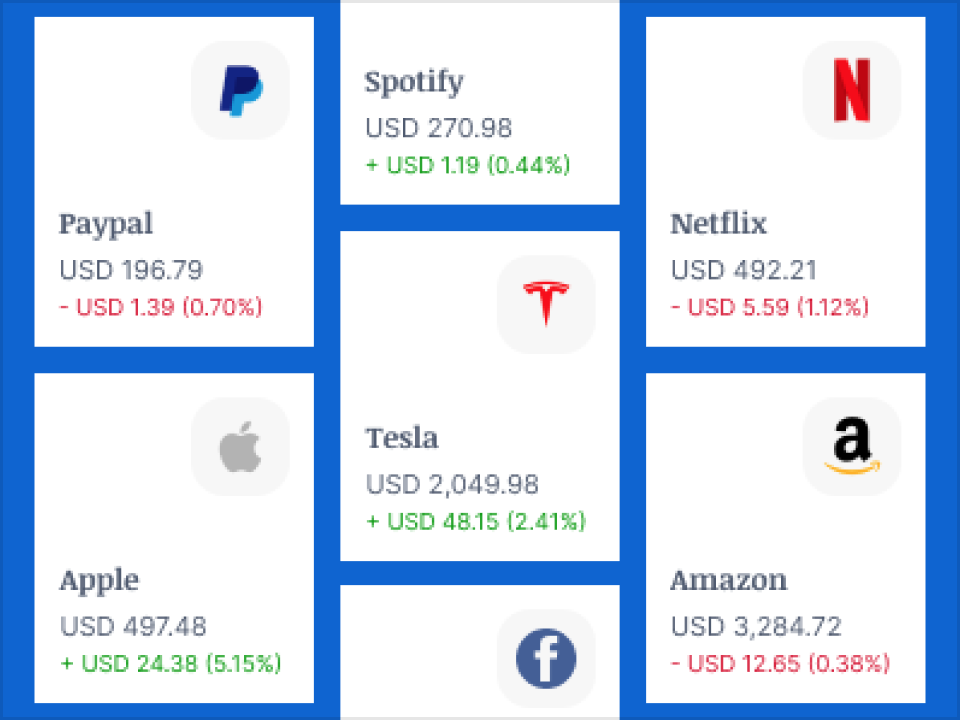 Paypal
USD 196.79
- USD 1.39 (0.70%)
Apple
USD 497.48
+ USD 24.38 (5.15%)
Spotify
USD 270.98
+ USD 1.19 (0.44%)
Tesla
USD 2,049.98
+ USD 48.15 (2.41%)
Netflix
USD 492.21
- USD 5.59 (1.12%)
Amazon
USD 3,284.72
- USD 12.65 (0.38%)